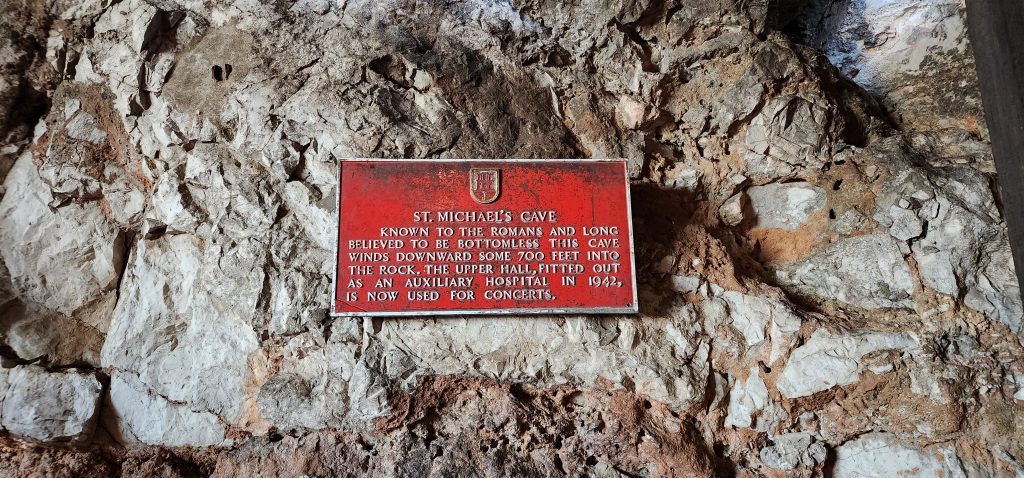 ST. MICHAEL'S CAVE
KNOWN TO THE ROMANS AND LONG
BELIEVED TO BE BOTTOMLESS THIS CAVE
WINDS DOWNWARD SOME 700 FEET INTO
THE ROCK. THE UPPER HALL, FITTED OUT
AS AN AUXILIARY HOSPITAL IN 1942,
IS NOW USED FOR CONCERTS.